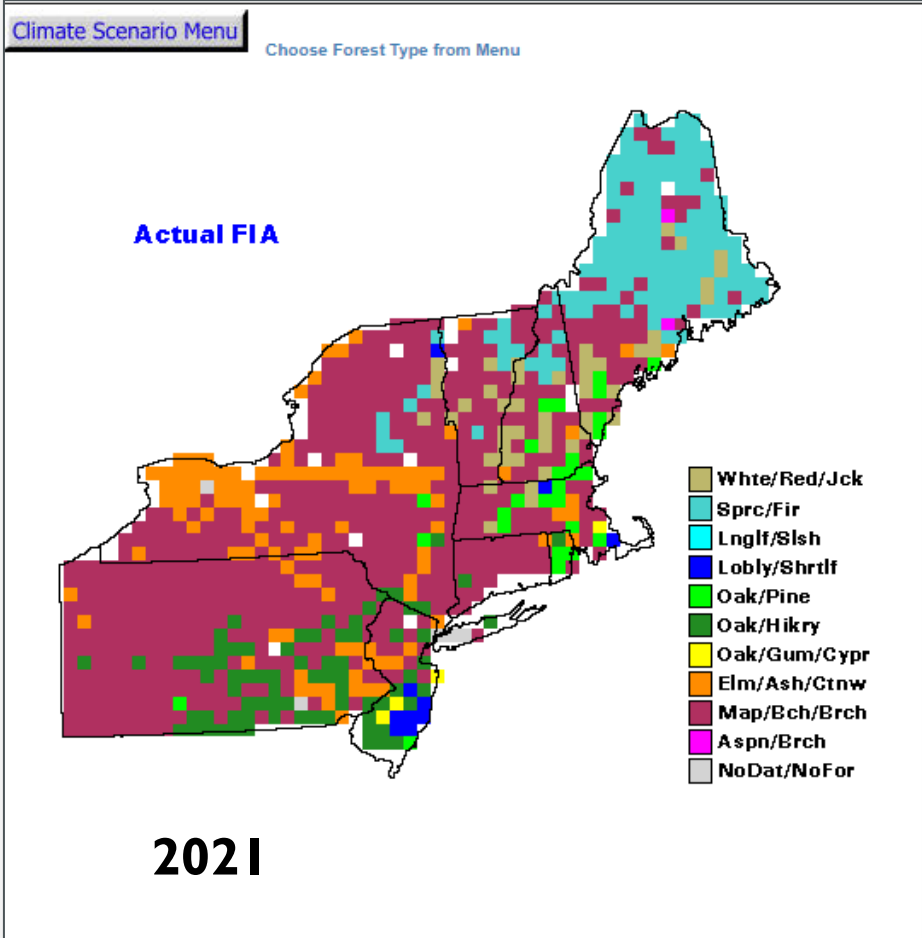 Climate Scenario Menu
Choose Forest Type from Menu
Actual FIA
Whte/Red/Jck
Sprc/Fir
Lnglf/Slsh
Lobly/Shrtlf
Oak/Pine
Oak/Hikry
Oak/Gum/Cypr
Elm/Ash/Ctnw
Map/Bch/Brch
Aspn/Brch
NoDat/NoFor
2021